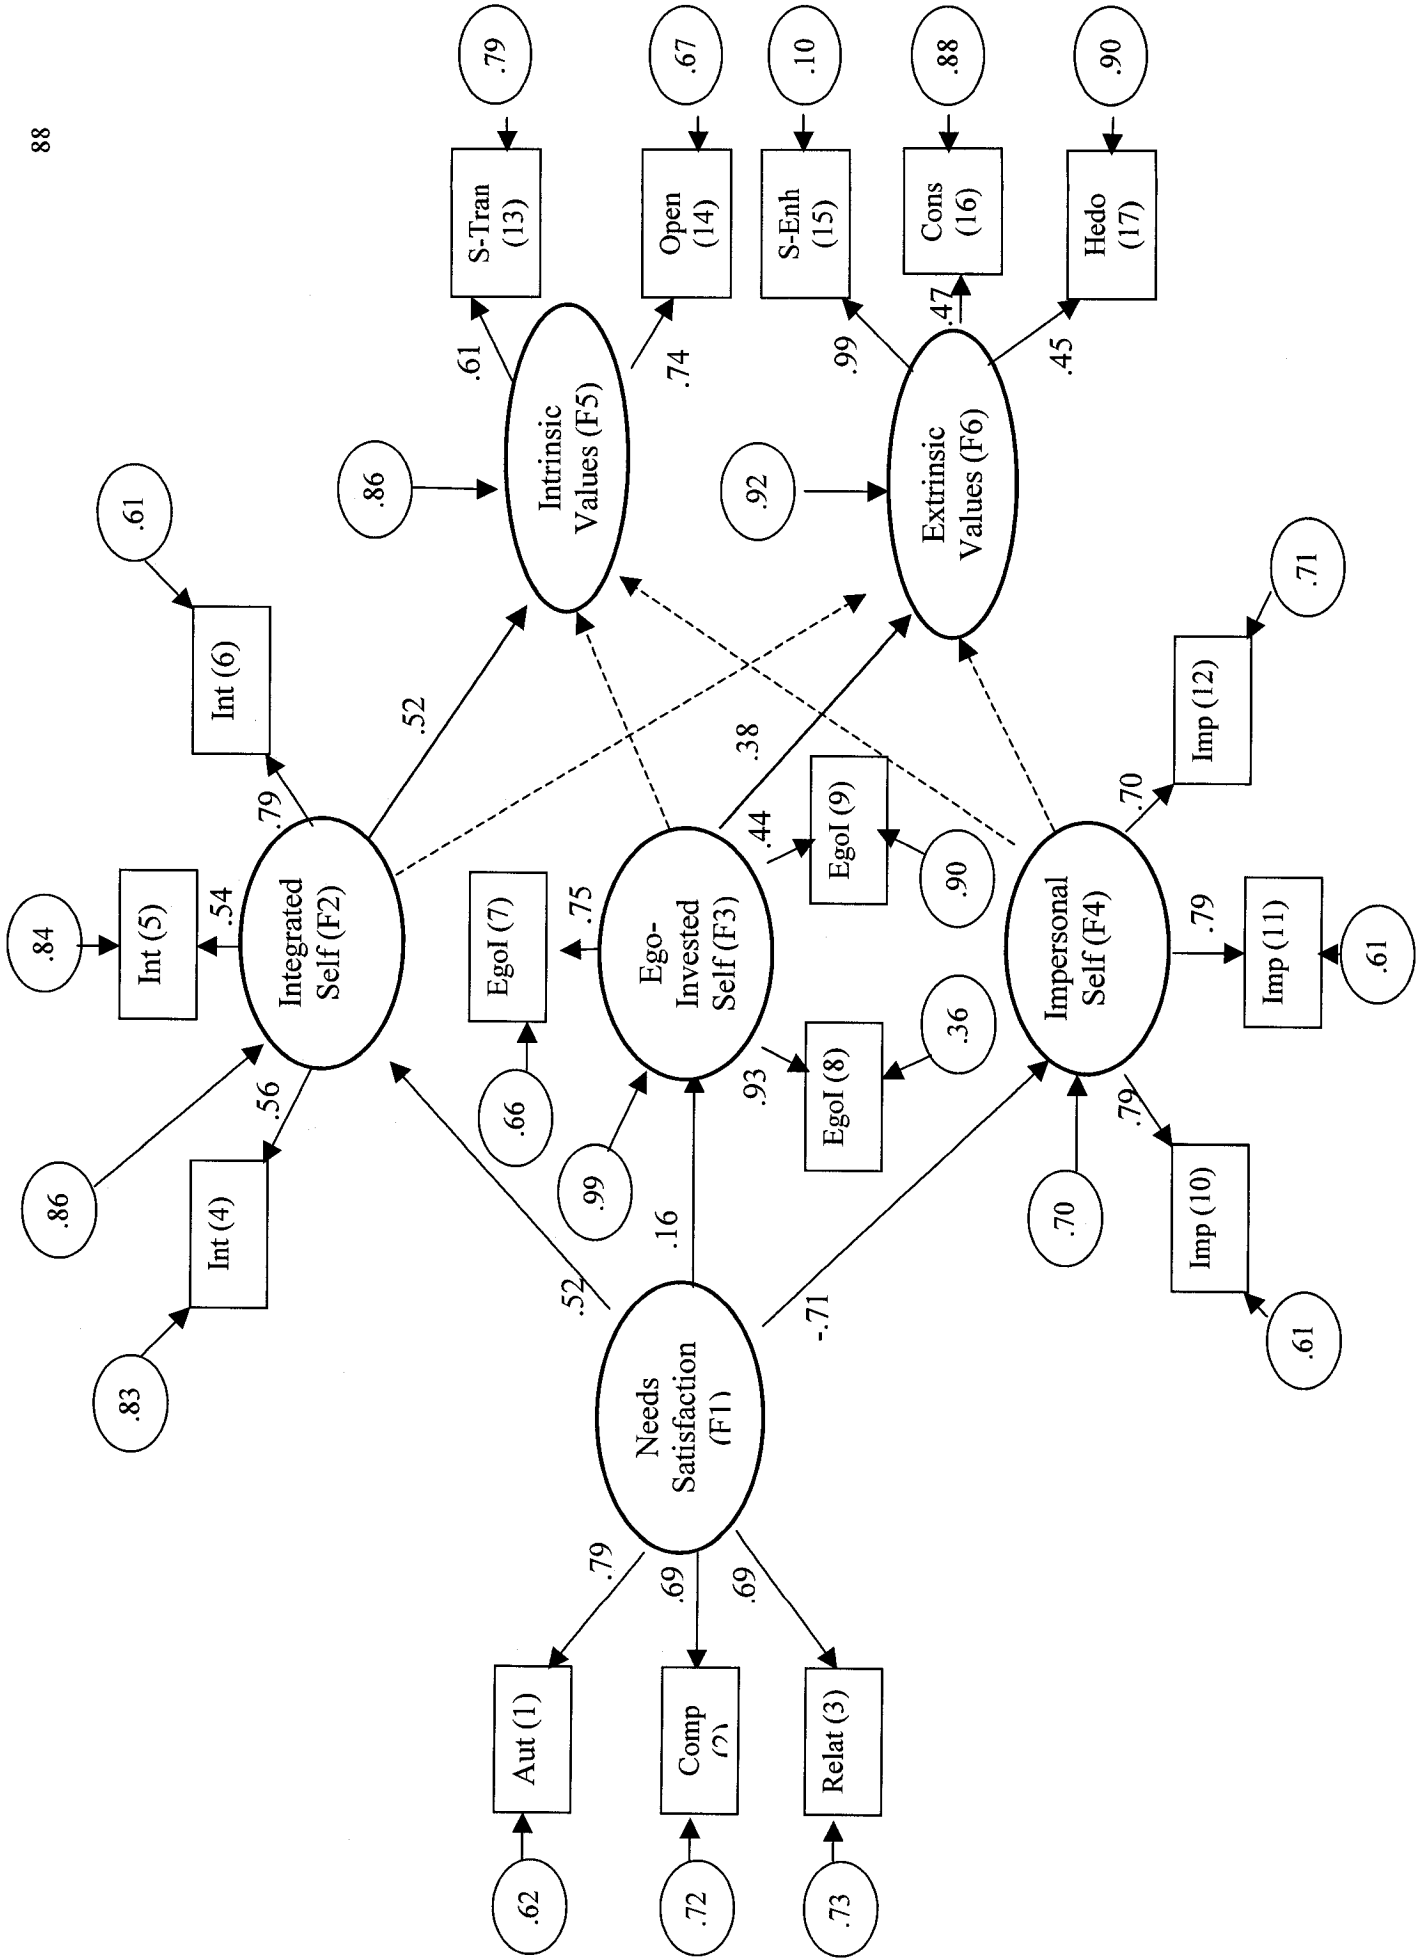 88
.79
.67
.10
.88
.90
S-Tran
(13)
Open
(14)
S-Enh
(15)
Cons
(16)
Hedo
(17)
.61
.74
.99
.47
.45
.86
Intrinsic
Values (F5)
.92
Extrinsic
Values (F6)
.61
Int (6)
.79
.52
.84
Int (5)
.54
Integrated
Self (F2)
.86
.56
Int (4)
.83
.38
.44
EgoI (9)
.90
EgoI (7)
.75
Ego-
Invested
Self (F3)
.66
.99
.93
EgoI (8)
.36
.71
Imp (12)
.70
Impersonal
Self (F4)
.79
Imp (11)
.61
.70
.79
Imp (10)
.61
.52
.16
-.71
Needs
Satisfaction
(F1)
.79
.69
.69
Aut (1)
Comp
(2)
Relat (3)
.62
.72
.73